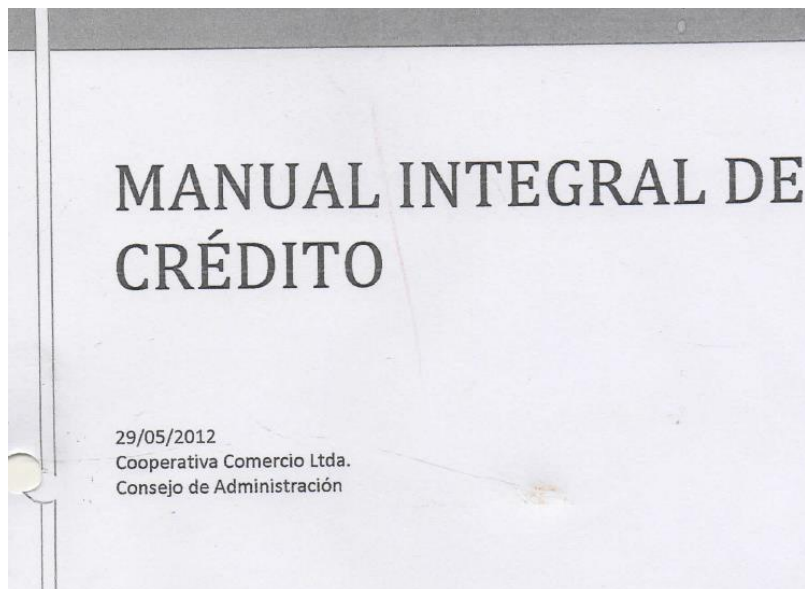 MANUAL INTEGRAL DE
CRÉDITO
29/05/2012
Cooperativa Comercio Ltda.
Consejo de Administración